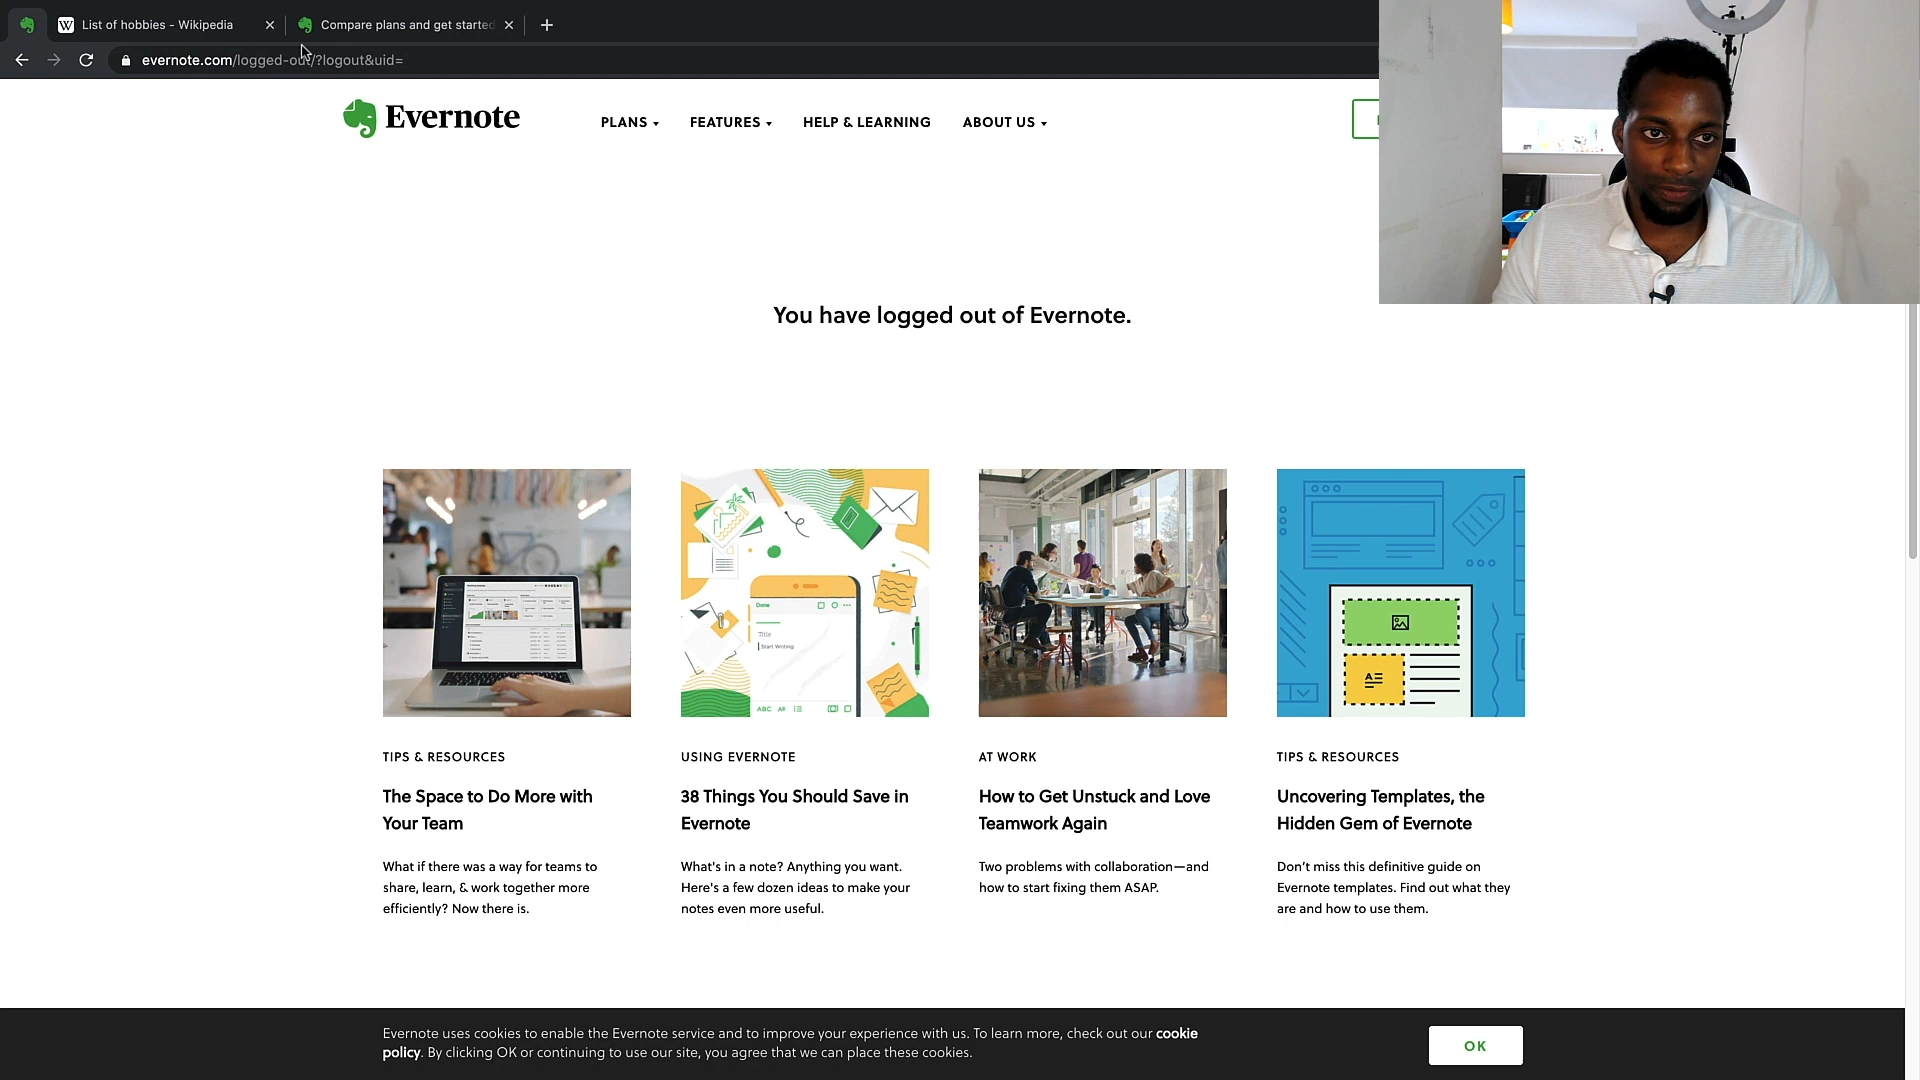 List of hobbies - Wikipedia
Compare plans and get started
evernote.com/logged-out/?logout&uid=
Evernote
PLANS
FEATURES
HELP & LEARNING
ABOUT US
You have logged out of Evernote.
Done
Title
Start Writing
ABC
TIPS & RESOURCES
The Space to Do More with
Your Team
What if there was a way for teams to
share, learn, & work together more
efficiently? Now there is.
USING EVERNOTE
38 Things You Should Save in
Evernote
What's in a note? Anything you want.
Here's a few dozen ideas to make your
notes even more useful.
AT WORK
How to Get Unstuck and Love
Teamwork Again
Two problems with collaboration—and
how to start fixing them ASAP.
TIPS & RESOURCES
Uncovering Templates, the
Hidden Gem of Evernote
Don’t miss this definitive guide on
Evernote templates. Find out what they
are and how to use them.
Evernote uses cookies to enable the Evernote service and to improve your experience with us. To learn more, check out our cookie
policy. By clicking OK or continuing to use our site, you agree that we can place these cookies.
OK